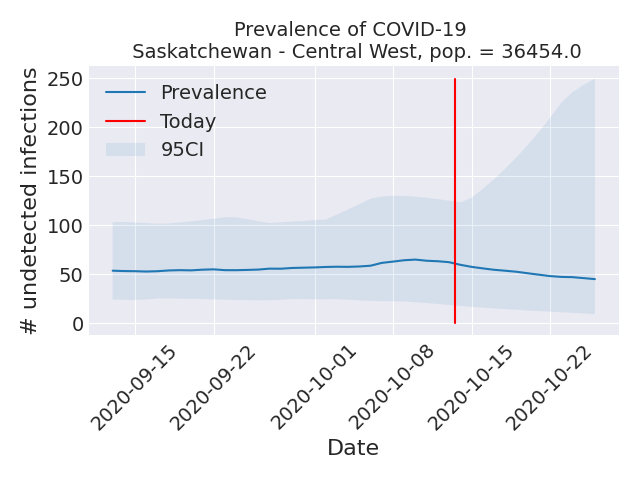 Prevalence of COVID-19
Saskatchewan - Central West, pop. = 36454.0
# undetected infections
250
200
150
100
50
0
Prevalence
Today
95CI
2020-09-15
2020-09-22
2020-10-01
2020-10-08
2020-10-15
2020-10-22
Date